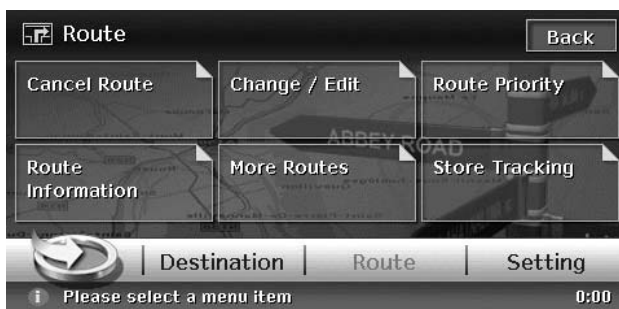 Route
Back
Cancel Route
Change / Edit
Route Priority
ABBEY ROAD
Route
Information
More Routes
Store Tracking
Destination
Route
Setting
Please select a menu item
0:00